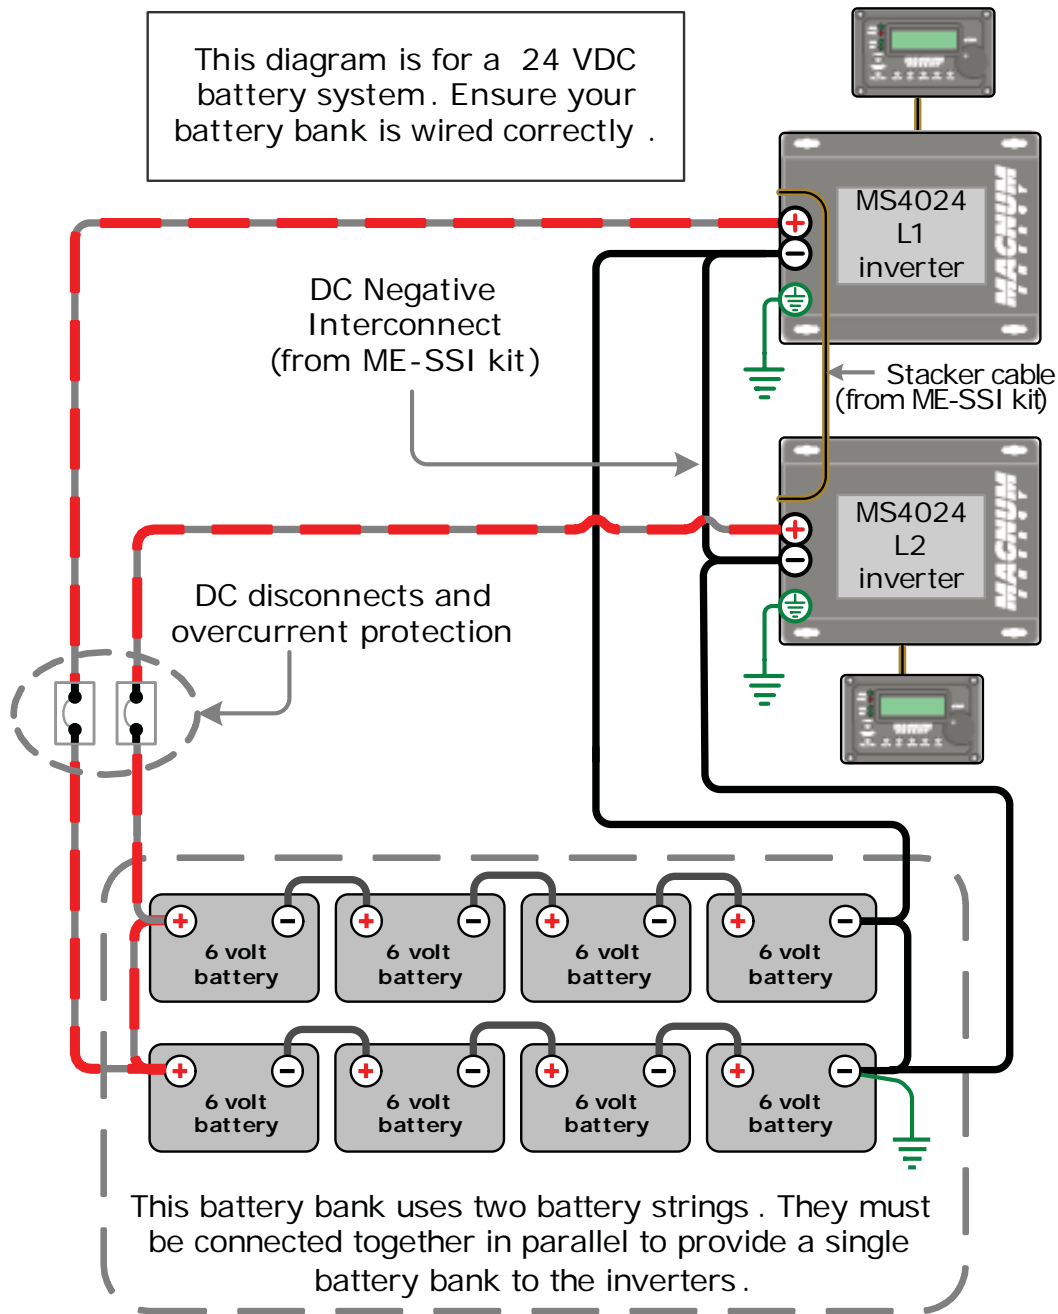 This diagram is for a 24 VDC
battery system. Ensure your
battery bank is wired correctly .
MS4024
L1
inverter
MAGNUM
DC Negative
Interconnect
(from ME-SSI kit)
Stacker cable
(from ME-SSI kit)
MS4024
L2
inverter
MAGNUM
DC disconnects and
overcurrent protection
6 volt
battery
6 volt
battery
6 volt
battery
6 volt
battery
6 volt
battery
6 volt
battery
6 volt
battery
6 volt
battery
This battery bank uses two battery strings . They must
be connected together in parallel to provide a single
battery bank to the inverters .